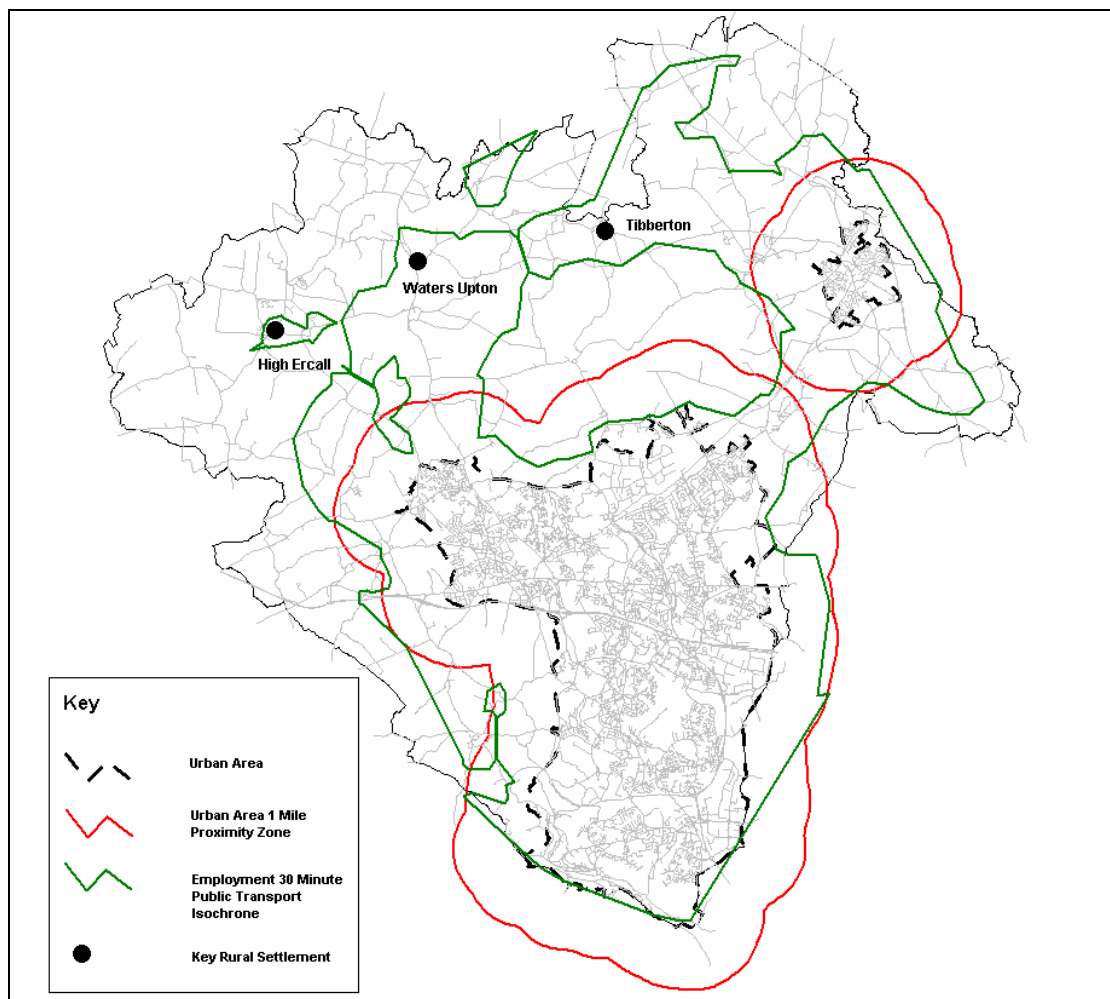 Tibberton
Waters Upton
High Ercall
Key
Urban Area
Urban Area 1 Mile
Proximity Zone
Employment 30 Minute
Public Transport
Isochrone
Key Rural Settlement